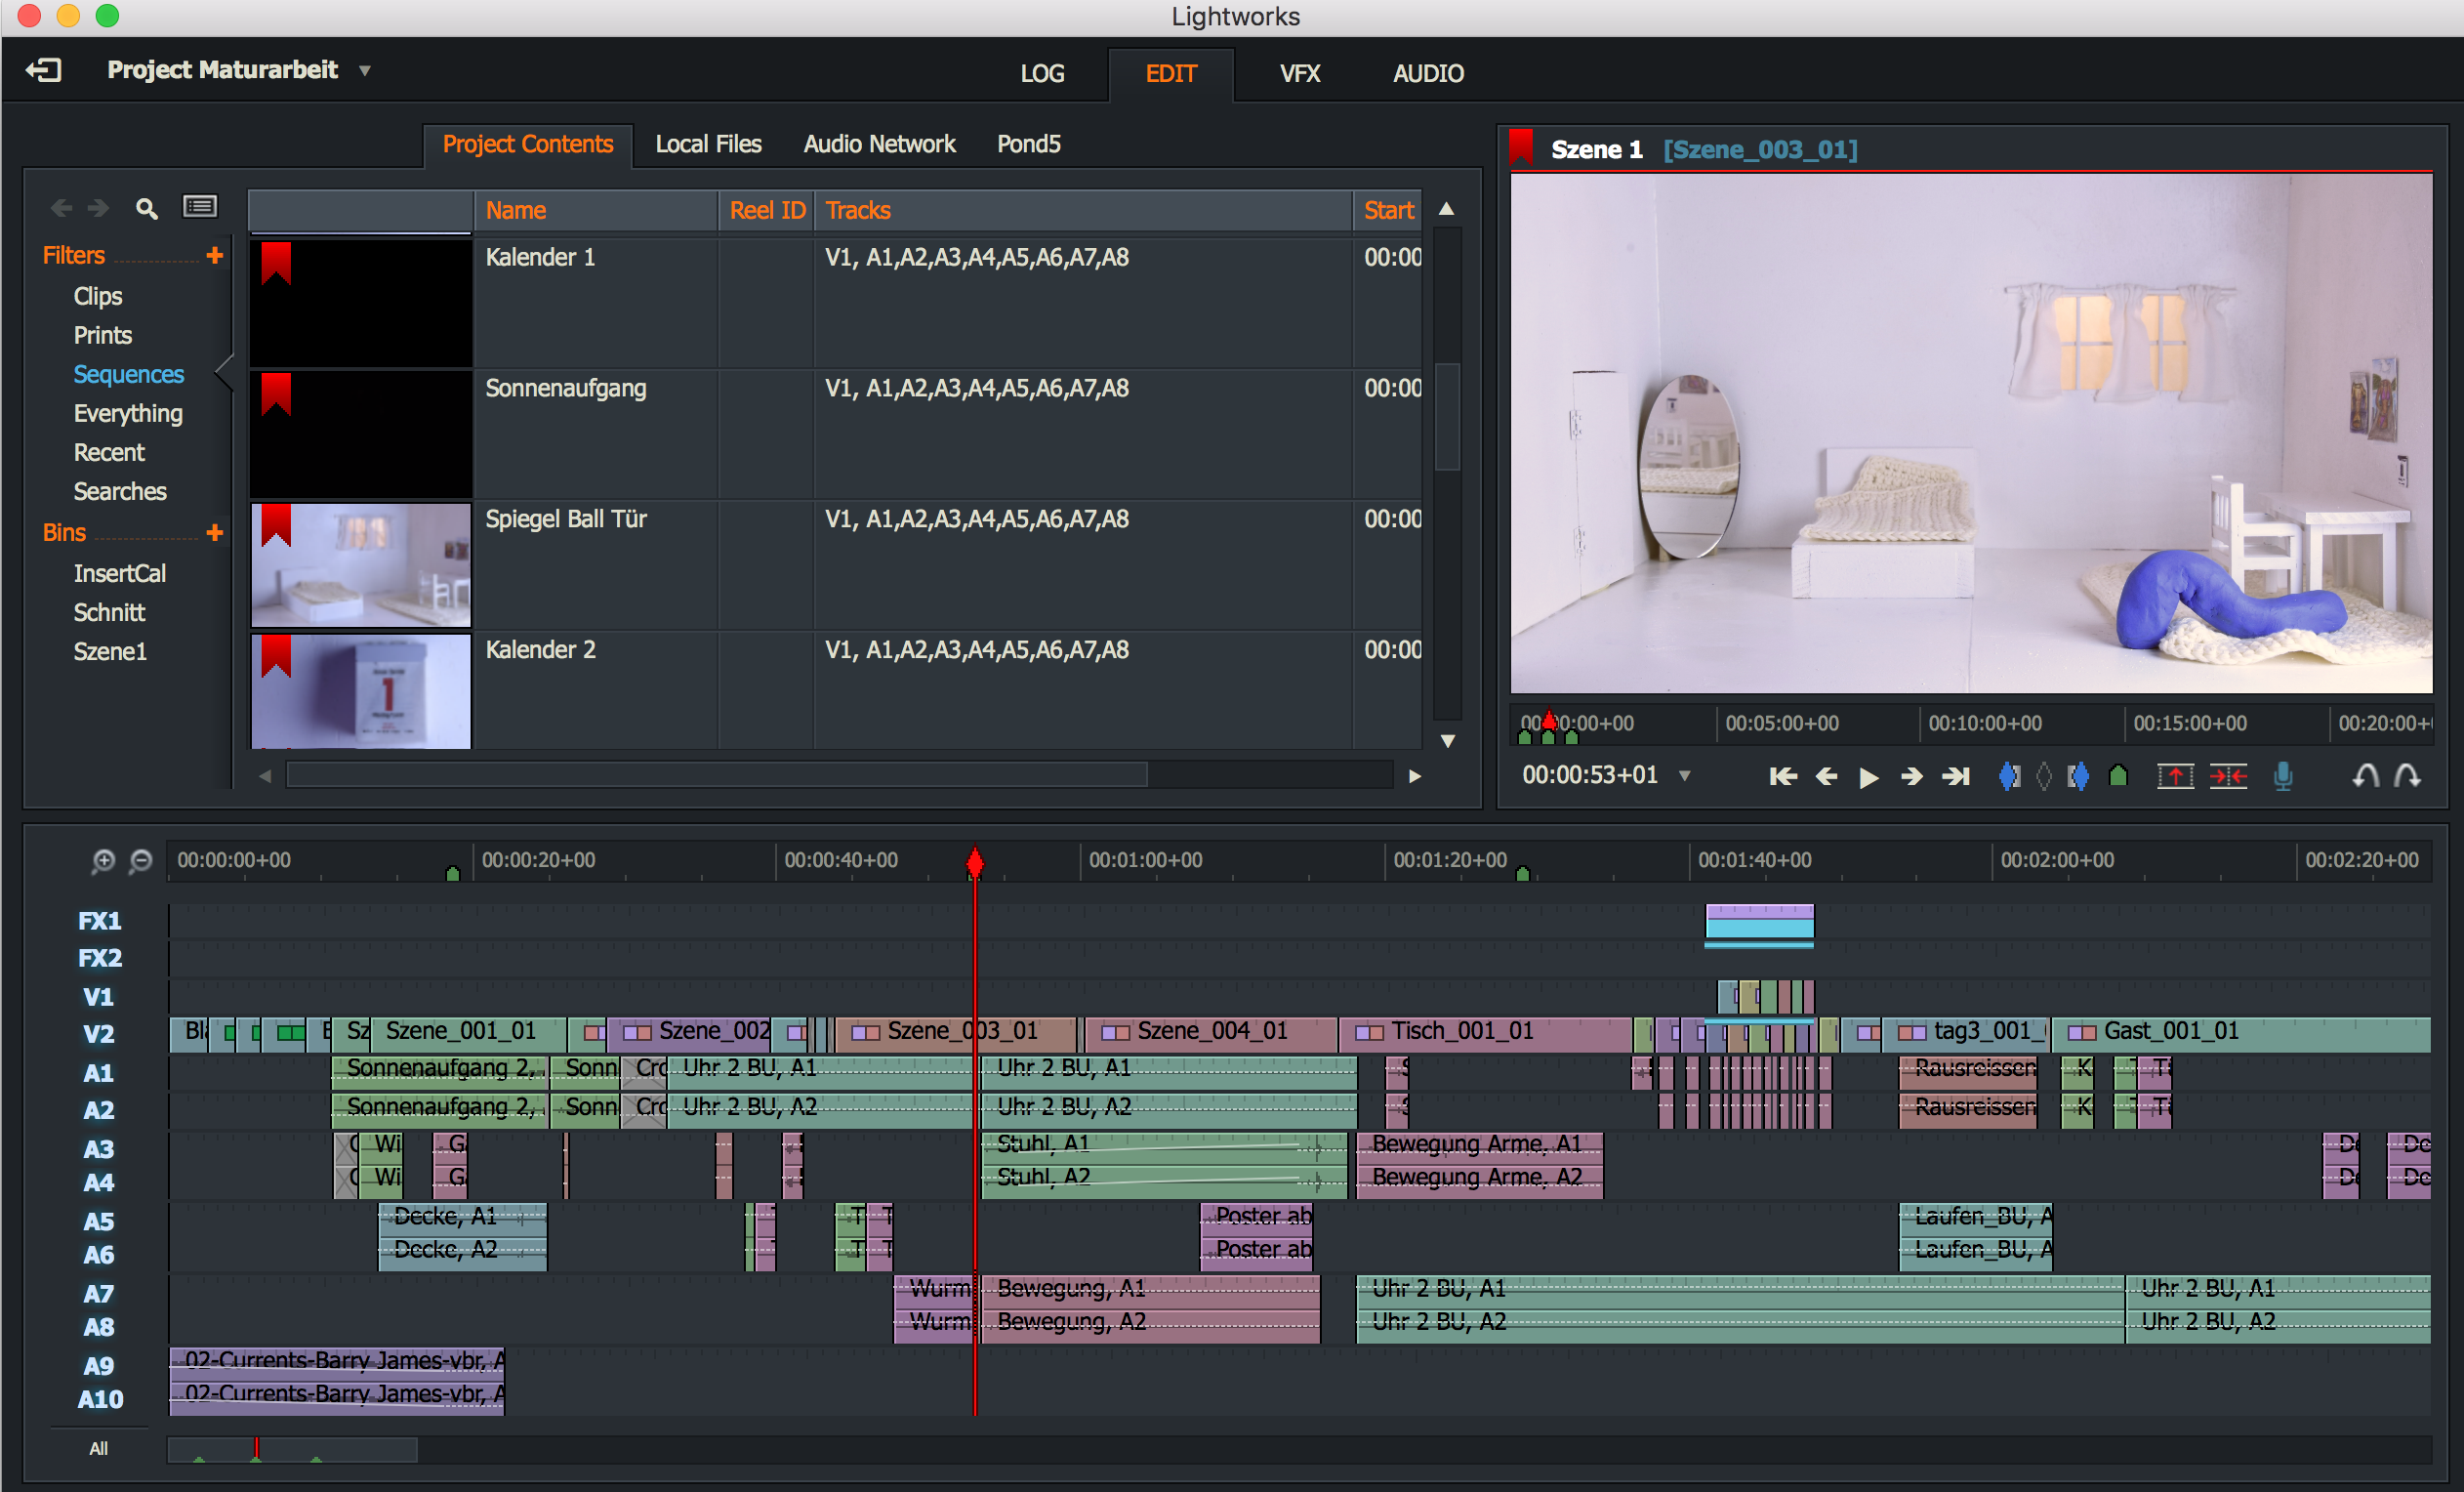 Lightworks
Project Maturarbeit
LOG EDIT VFX AUDIO
Project Contents Local Files Audio Network Pond5
Name Reel ID Tracks Start
Filters
Clips
Prints
Sequences
Everything
Recent
Searches
Bins
InsertCal
Schnitt
Szene1
Kalender 1 V1, A1,A2,A3,A4,A5,A6,A7,A8 00:00
Sonnenaufgang V1, A1,A2,A3,A4,A5,A6,A7,A8 00:00
Spiegel Ball Tür V1, A1,A2,A3,A4,A5,A6,A7,A8 00:00
Kalender 2 V1, A1,A2,A3,A4,A5,A6,A7,A8 00:00
1
Szene 1 [Szene_003_01]
00:05:00+00 00:10:00+00 00:15:00+00 00:20:00+
00:00:53+01
00:00:00+00 00:00:20+00 00:00:40+00 00:01:00+00 00:01:20+00 00:01:40+00 00:02:00+00 00:02:20+00
FX1
FX2
V1
V2 Sz Szene_001_01 Szene_002 Szene_003_01 Szene_004_01 Tisch_001_01 tag3_001_ Gast_001_01
A1 Sonnenaufgang 2, Sonn Cro Uhr 2 BU, A1 Uhr 2 BU, A1 Rausreissen K
A2 Sonnenaufgang 2, Sonn Cro Uhr 2 BU, A2 Uhr 2 BU, A2 Rausreissen K
A3 Wi G Stuhl, A1 Bewegung Arme, A1
A4 Wi G Stuhl, A2 Bewegung Arme, A2
A5 Decke, A1 T Poster ab Laufen_BU, A
A6 Decke, A2 T Poster ab Laufen_BU, A
A7 Wurm Bewegung, A1 Uhr 2 BU, A1 Uhr 2 BU, A1
A8 Wurm Bewegung, A2 Uhr 2 BU, A2 Uhr 2 BU, A2
A9 02-Currents-Barry James-vbr, A
A10 02-Currents-Barry James-vbr, A
All